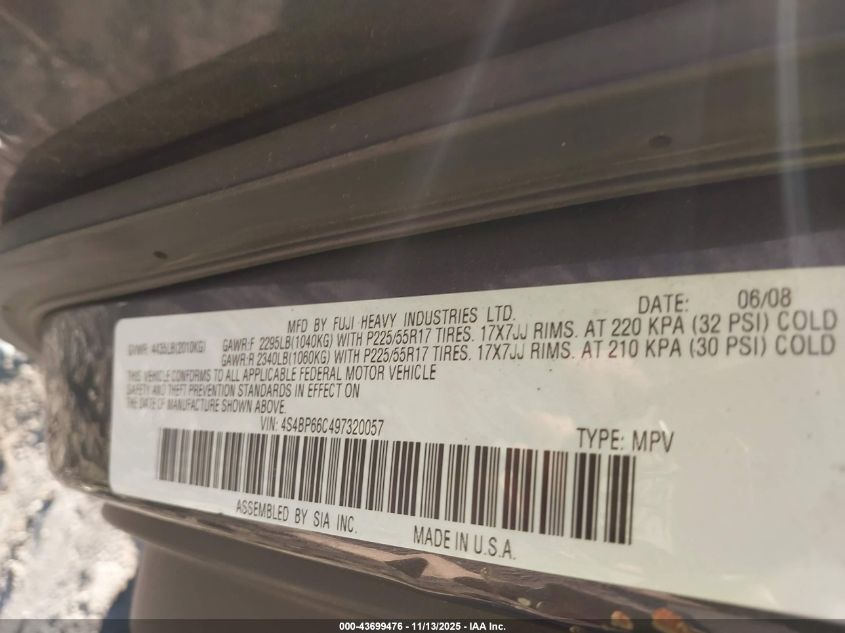 MFD BY FUJI HEAVY INDUSTRIES LTD. DATE: 06/08
GVWR: 4435LB(2010KG) GAWR:F 2295LB(1040KG) WITH P225/55R17 TIRES. 17X7JJ RIMS. AT 220 KPA (32 PSI) COLD
GAWR:R 2340LB(1060KG) WITH P225/55R17 TIRES. 17X7JJ RIMS. AT 210 KPA (30 PSI) COLD
THIS VEHICLE CONFORMS TO ALL APPLICABLE FEDERAL MOTOR VEHICLE
SAFETY AND THEFT PREVENTION STANDARDS IN EFFECT ON
THE DATE OF MANUFACTURE SHOWN ABOVE.
VIN: 4S4BP66C497320057 TYPE: MPV
ASSEMBLED BY SIA INC. MADE IN U.S.A.
000-43699476 - 11/13/2025 - IAA Inc.